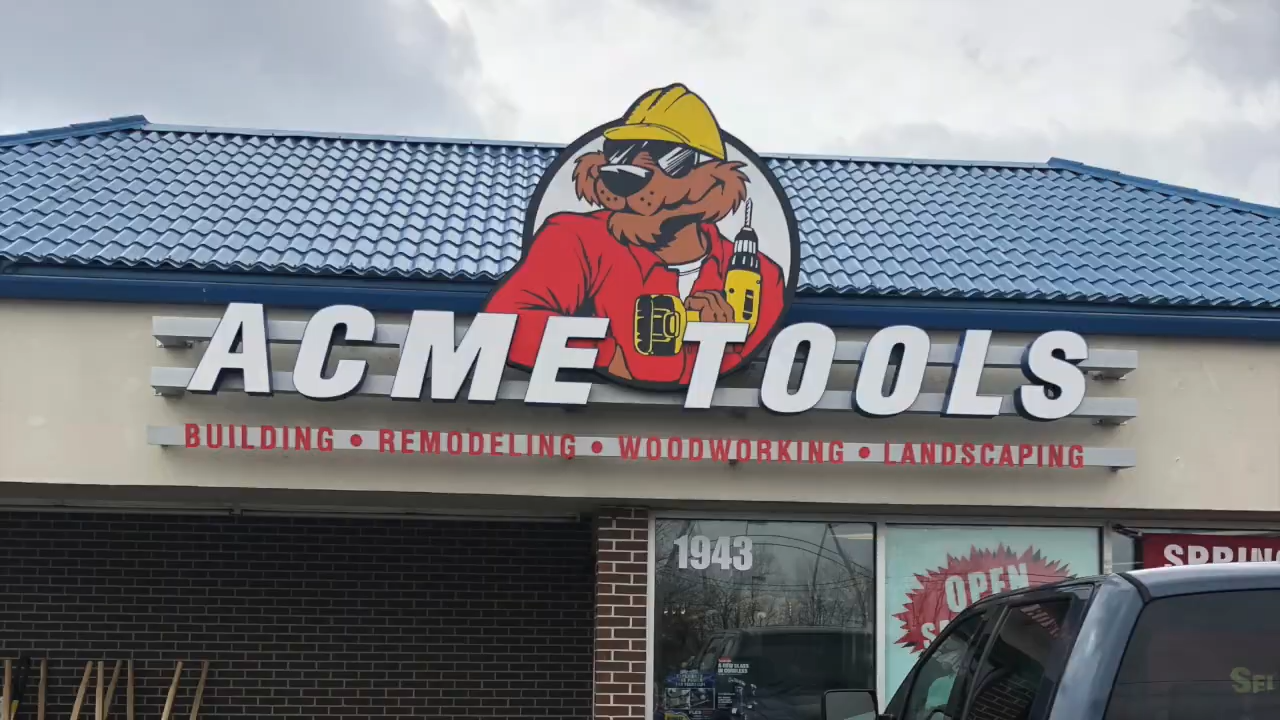 ACME TOOLS
BUILDING • REMODELING • WOODWORKING • LANDSCAPING
1943
OPEN